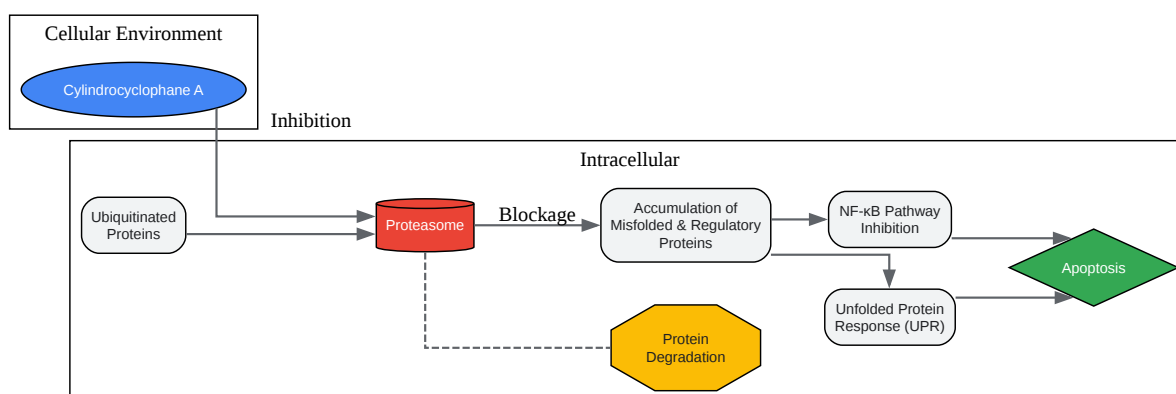 Cellular Environment
Cylindrocyclophane A
Inhibition
Intracellular
Ubiquitinated
Proteins
Proteasome
Blockage
Accumulation of
Misfolded & Regulatory
Proteins
NF-κB Pathway
Inhibition
Apoptosis
Unfolded Protein
Response (UPR)
Protein
Degradation